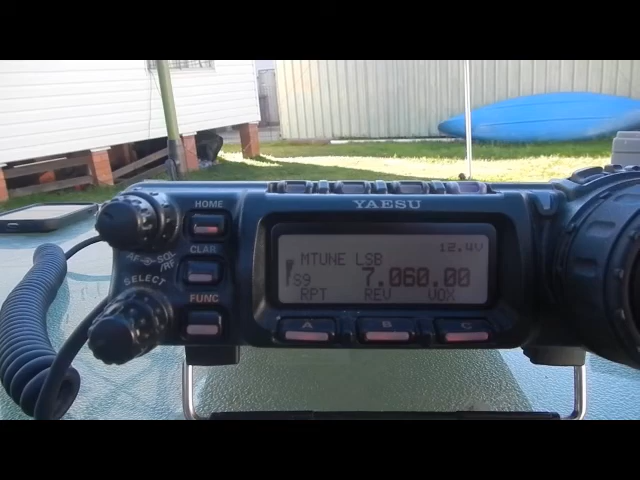 YAESU
HOME
CLAR
AF-⊚-SQL
/RF
SELECT
FUNC
12.4V
MTUNE LSB
S9 7.060.00
RPT REV VOX
A B C